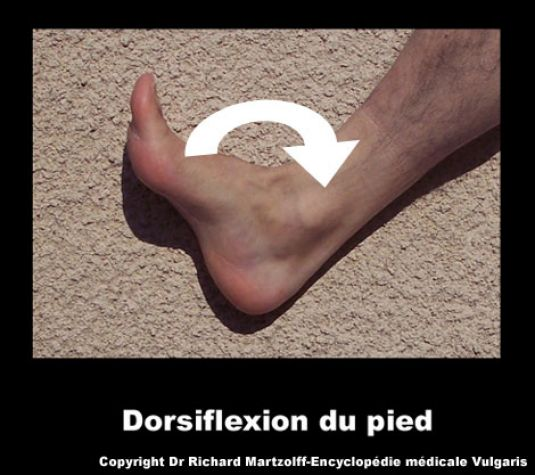 Dorsiflexion du pied
Copyright Dr Richard Martzolff-Encyclopédie médicale Vulgaris